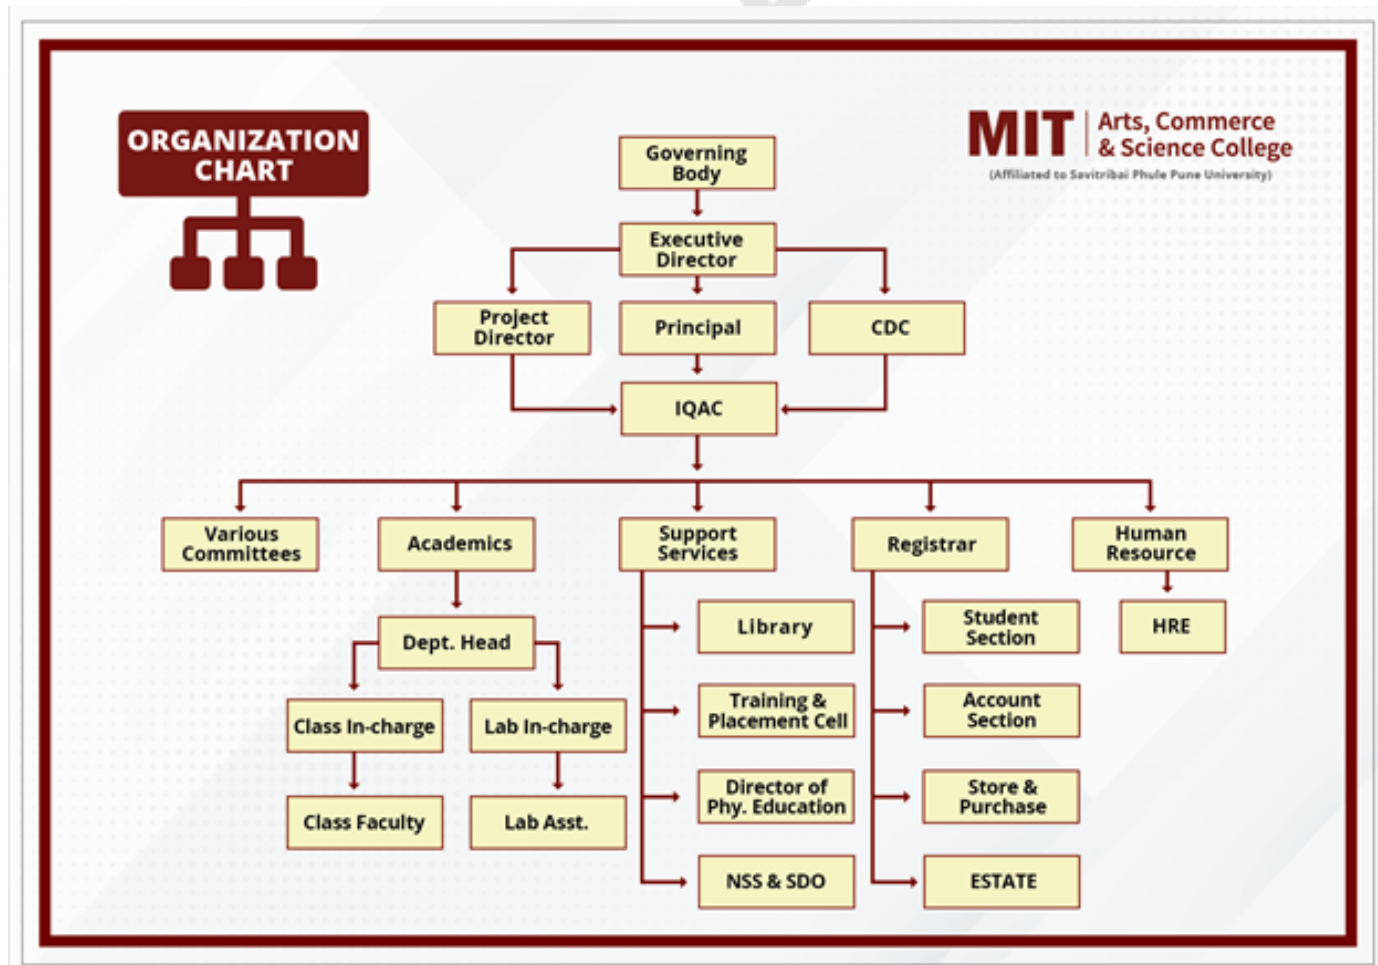 ORGANIZATION
CHART
MIT
Arts, Commerce
& Science College
(Affiliated to Savitribai Phule Pune University)
Governing
Body
Executive
Director
Project
Director
Principal
CDC
IQAC
Various
Committees
Academics
Support
Services
Registrar
Human
Resource
Dept. Head
Library
Student
Section
HRE
Class In-charge
Lab In-charge
Training &
Placement Cell
Account
Section
Class Faculty
Lab Asst.
Director of
Phy. Education
Store &
Purchase
NSS & SDO
ESTATE